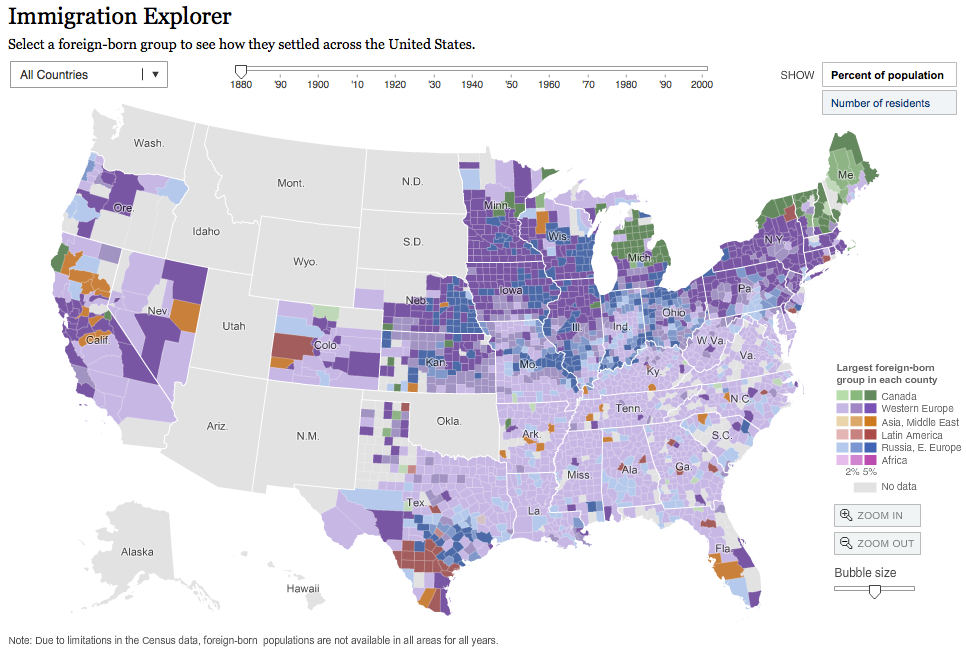 Immigration Explorer
Select a foreign-born group to see how they settled across the United States.
All Countries
1880 '90 1900 '10 1920 '30 1940 '50 1960 '70 1980 '90 2000
SHOW
Percent of population
Number of residents
Wash.
Mont.
N.D.
Minn.
Me.
Ore.
Idaho
S.D.
Wis.
Mich.
N.Y.
Wyo.
Iowa
Neb.
Pa.
Nev.
Utah
Colo.
Ill.
Ind.
Ohio
Calif.
Kan.
Mo.
W.Va.
Va.
Ky.
Ariz.
N.M.
Okla.
Ark.
Tenn.
N.C.
S.C.
Miss.
Ala.
Ga.
Tex.
La.
Fla.
Alaska
Hawaii
Largest foreign-born
group in each county
Canada
Western Europe
Asia, Middle East
Latin America
Russia, E. Europe
Africa
2% 5%
No data
ZOOM IN
ZOOM OUT
Bubble size
Note: Due to limitations in the Census data, foreign-born populations are not available in all areas for all years.